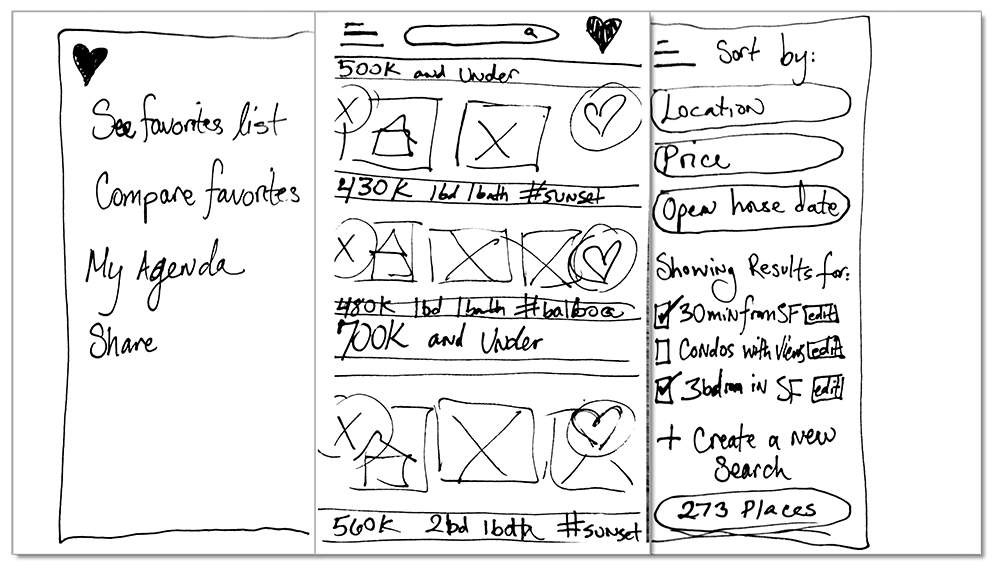 See favorites list
Compare favorites
My Agenda
Share
500K and Under
X
X
430K 1bd 1bath #sunset
X
480K 1bd 1bath #balboa
700K and Under
X
560K 2bd 1bath #sunset
Sort by:
Location
Price
Open house date
Showing Results for:
30min from SF edit
Condos with Views edit
3bdrm in SF edit
+ Create a new
Search
273 Places